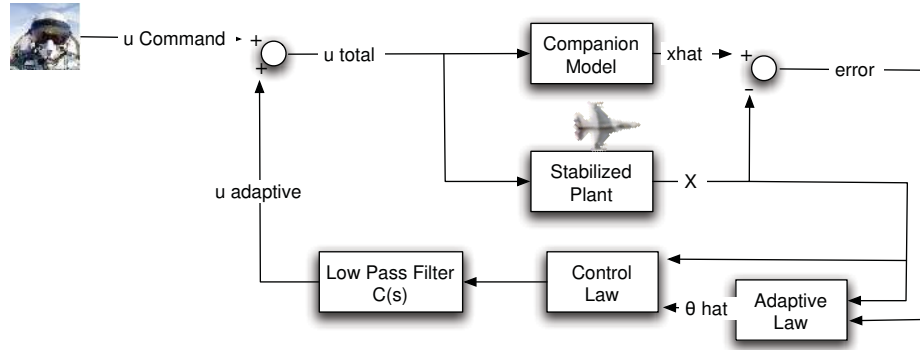 u Command
+
+
u total
Companion
Model
xhat
+
−
error
Stabilized
Plant
X
u adaptive
Low Pass Filter
C(s)
Control
Law
θ hat
Adaptive
Law